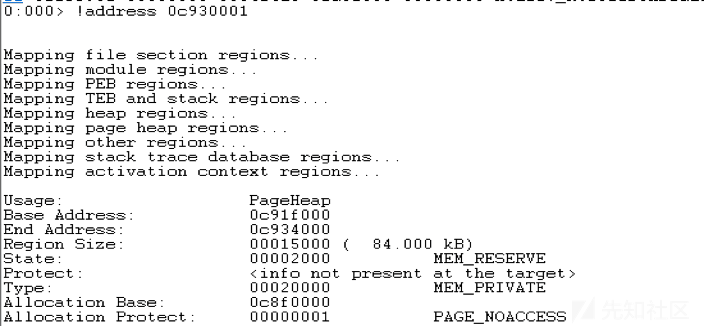 0:000> !address 0c930001
Mapping file section regions...
Mapping module regions...
Mapping PEB regions...
Mapping TEB and stack regions...
Mapping heap regions...
Mapping page heap regions...
Mapping other regions...
Mapping stack trace database regions...
Mapping activation context regions...
Usage: PageHeap
Base Address: 0c91f000
End Address: 0c934000
Region Size: 00015000 ( 84.000 kB)
State: 00002000 MEM_RESERVE
Protect: <info not present at the target>
Type: 00020000 MEM_PRIVATE
Allocation Base: 0c8f0000
Allocation Protect: 00000001 PAGE_NOACCESS
先知社区